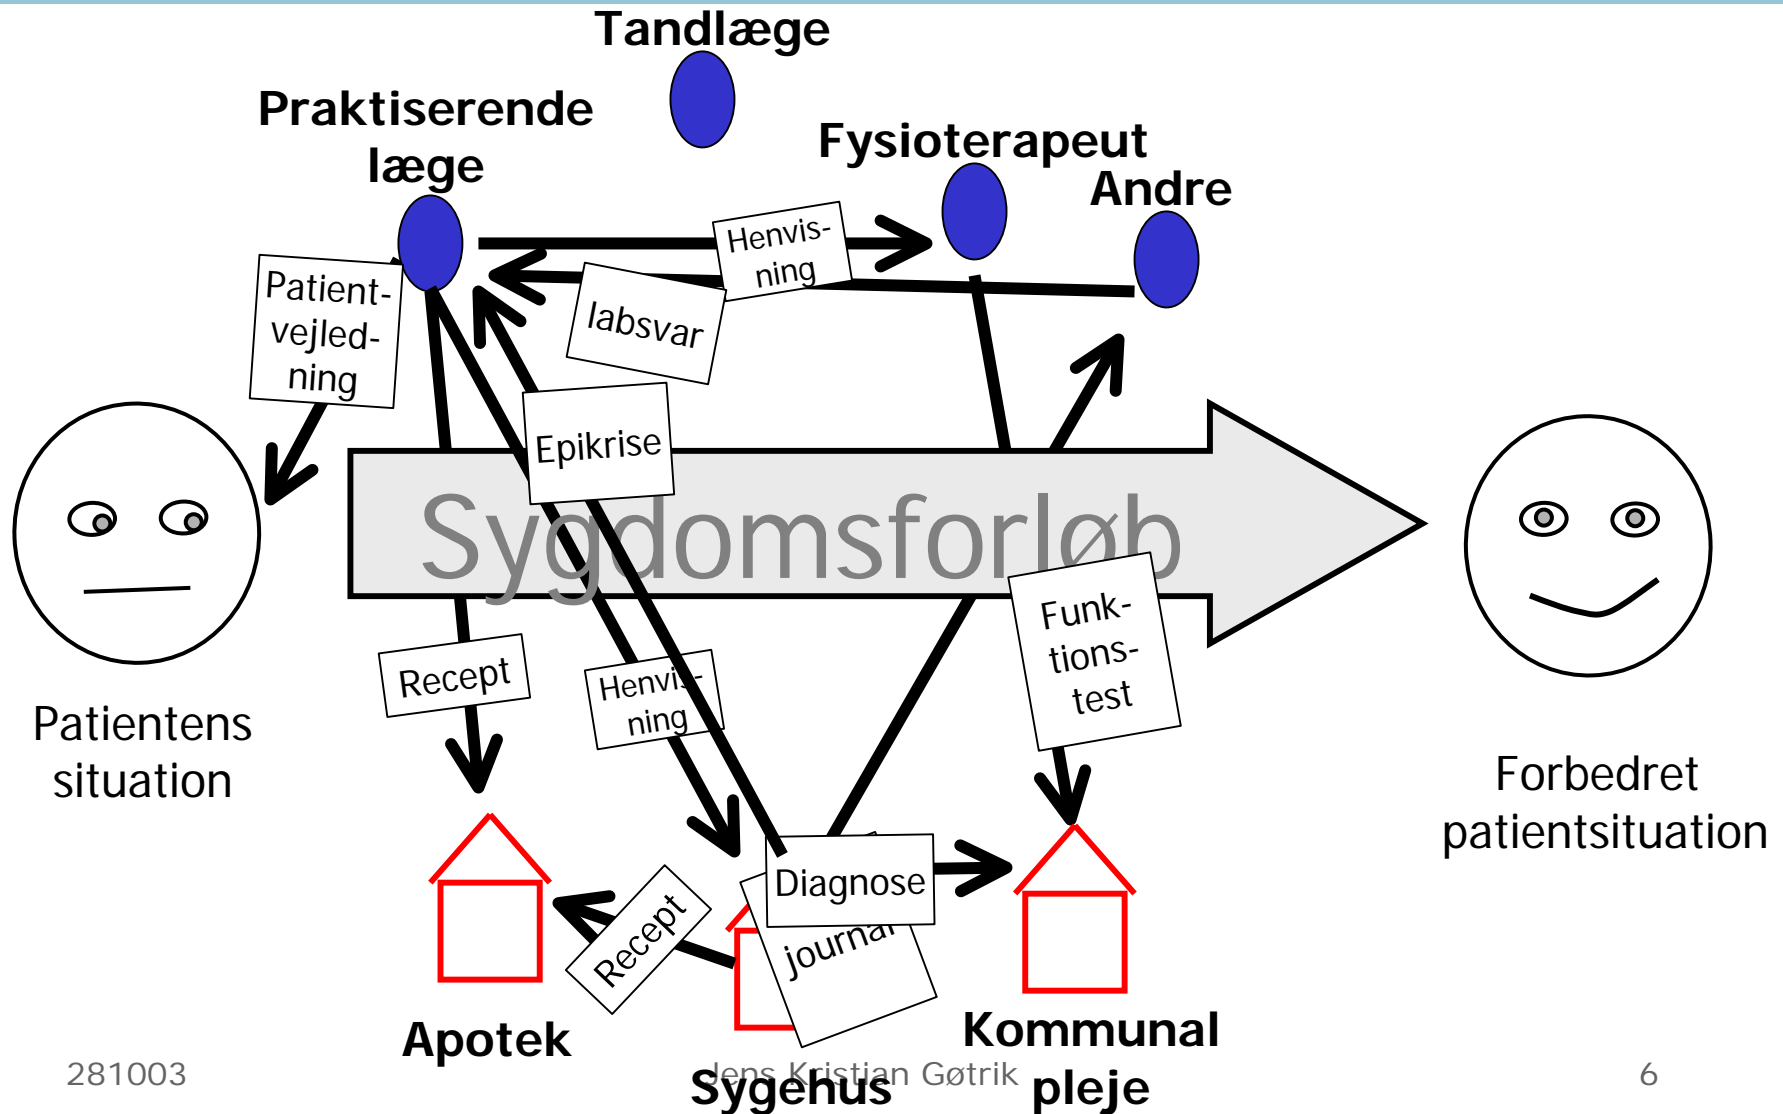 Tandlæge
Praktiserende
læge
Fysioterapeut
Andre
Henvis-
ning
Patient-
vejled-
ning
labsvar
Epikrise
Sygdomsforløb
Funk-
tions-
test
Recept
Henvis-
ning
Patientens
situation
Forbedret
patientsituation
Diagnose
journal
Recept
Apotek
Sygehus
Kommunal
pleje
281003
Jens Kristian Gøtrik
6